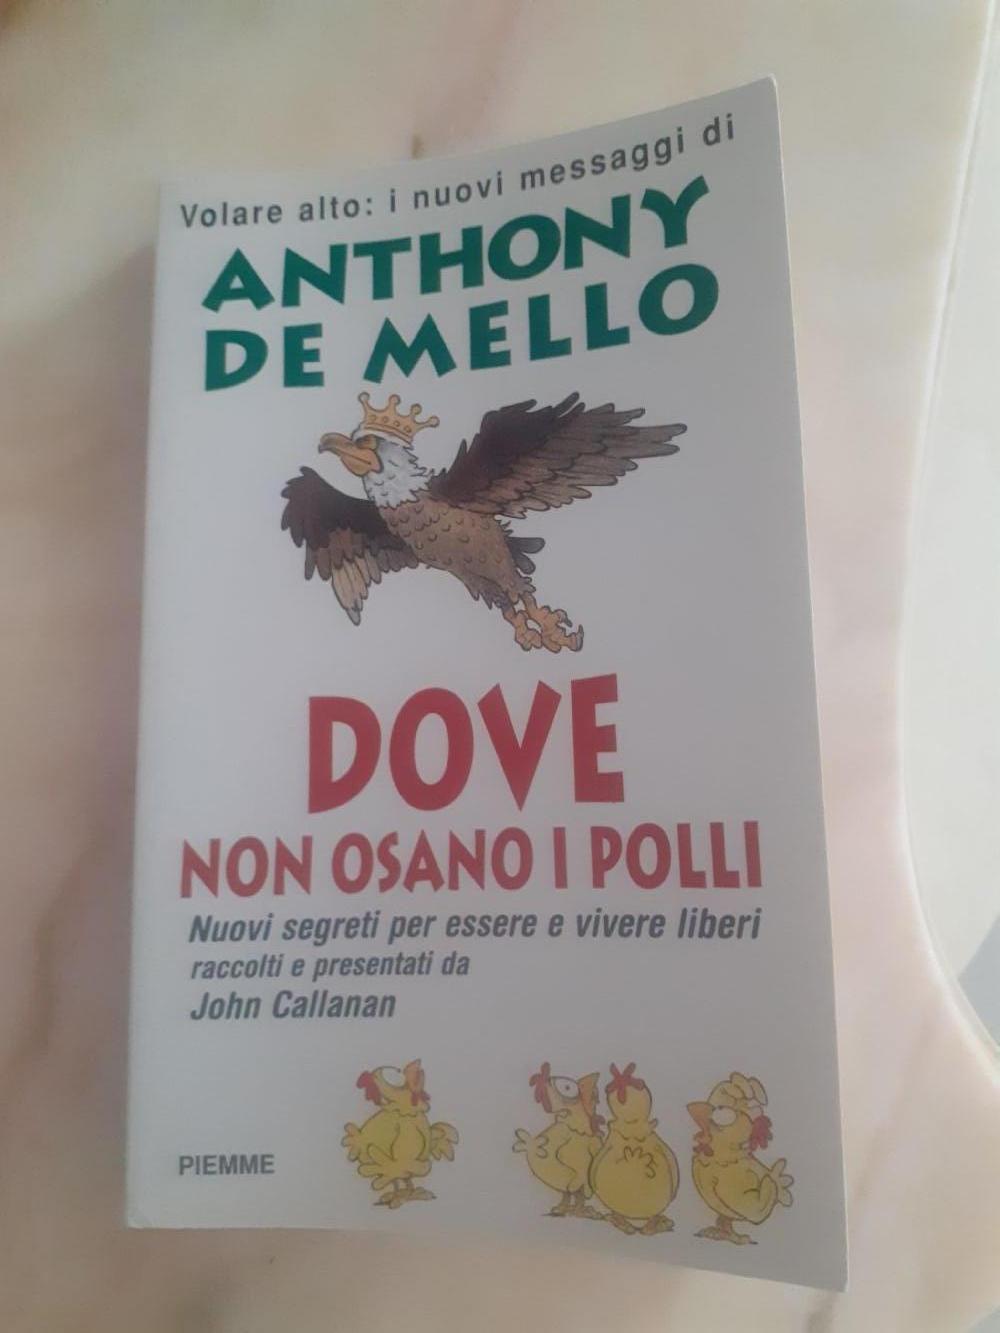 Volare alto: i nuovi messaggi di
ANTHONY
DE MELLO
DOVE
NON OSANO I POLLI
Nuovi segreti per essere e vivere liberi
raccolti e presentati da
John Callanan
PIEMME